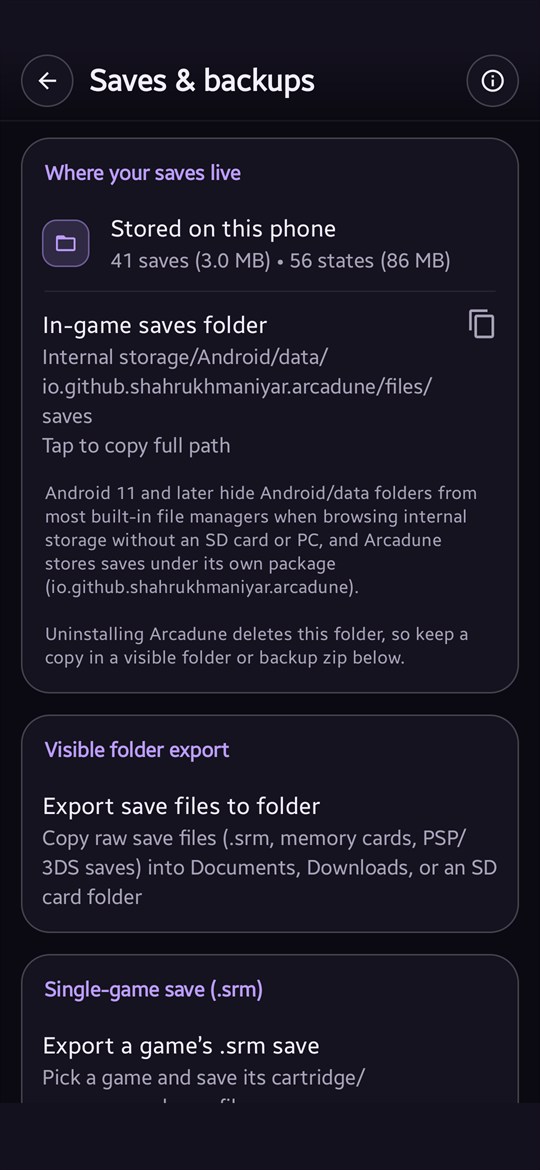 Saves & backups
Where your saves live
Stored on this phone
41 saves (3.0 MB) • 56 states (86 MB)
In-game saves folder
Internal storage/Android/data/
io.github.shahrukhmaniyar.arcadune/files/
saves
Tap to copy full path
Android 11 and later hide Android/data folders from
most built-in file managers when browsing internal
storage without an SD card or PC, and Arcadune
stores saves under its own package
(io.github.shahrukhmaniyar.arcadune).
Uninstalling Arcadune deletes this folder, so keep a
copy in a visible folder or backup zip below.
Visible folder export
Export save files to folder
Copy raw save files (.srm, memory cards, PSP/
3DS saves) into Documents, Downloads, or an SD
card folder
Single-game save (.srm)
Export a game’s .srm save
Pick a game and save its cartridge/